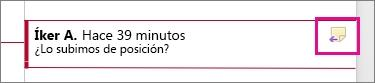 Íker A. Hace 39 minutos
¿Lo subimos de posición?